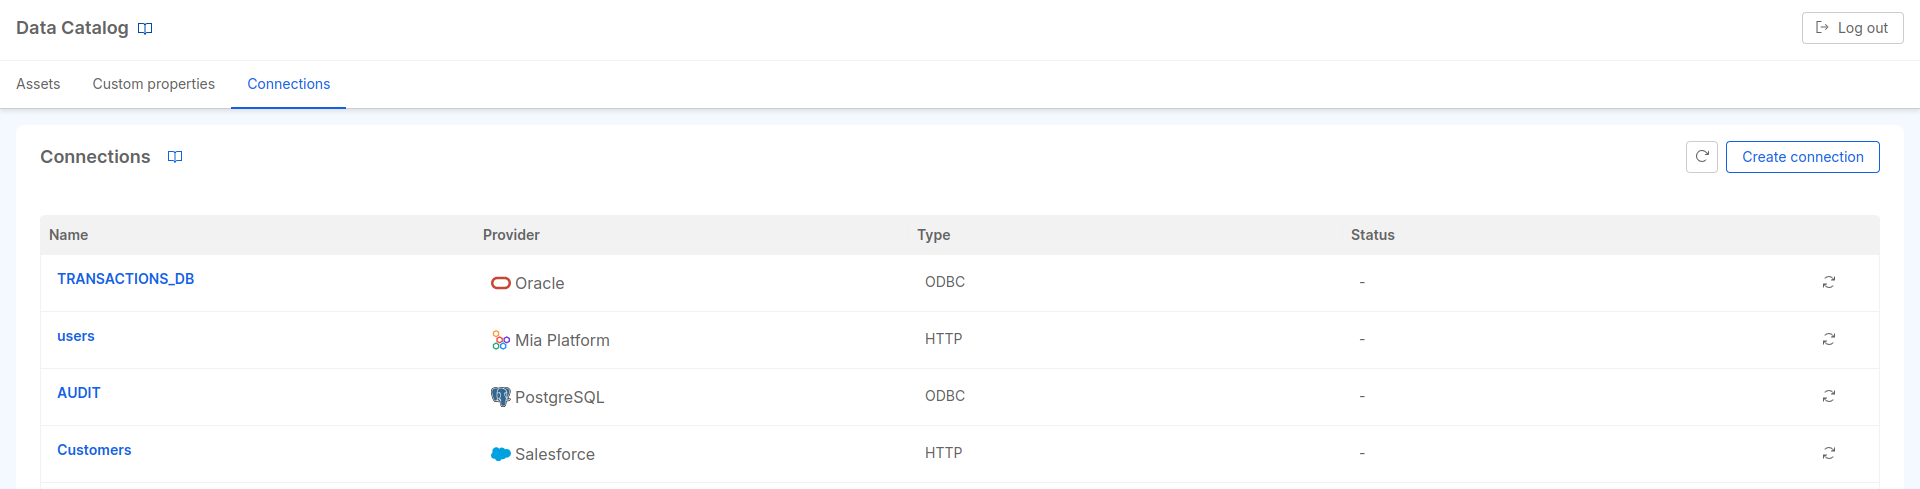 Data Catalog
Log out
Assets Custom properties Connections
Connections
Create connection
Name Provider Type Status
TRANSACTIONS_DB Oracle ODBC -
users Mia Platform HTTP -
AUDIT PostgreSQL ODBC -
Customers Salesforce HTTP -